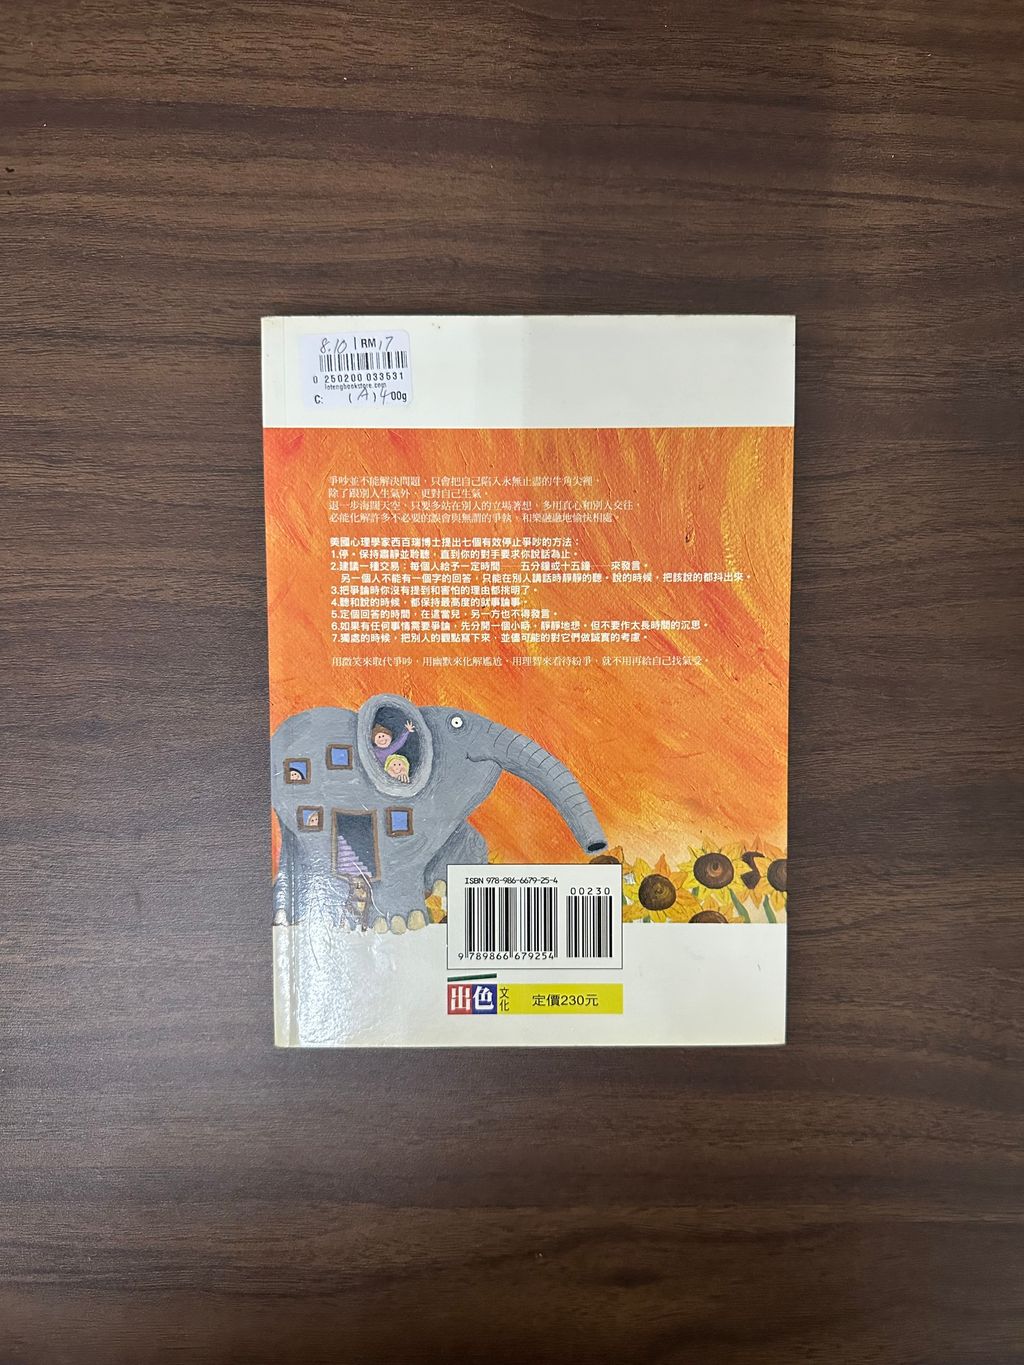 8.10 RM17
0 250200 033531
lotengbookstore.com
C: (A) 400g
爭吵並不能解決問題，只會把自己陷入永無止盡的牛角尖裡，
除了跟別人生氣外，更對自己生氣。
退一步海闊天空，只要多站在別人的立場著想，多用真心和別人交往，
必能化解許多不必要的誤會與無謂的爭執，和樂融融地愉快相處。
美國心理學家西百瑞博士提出七個有效停止爭吵的方法：
1.停。保持肅靜並聆聽，直到你的對手要求你說話為止。
2.建議一種交易：每個人給予一定時間——五分鐘或十五鐘——來發言。
另一個人不能有一個字的回答，只能在別人講話時靜靜的聽。說的時候，把該說的都抖出來。
3.把爭論時你沒有提到和害怕的理由都挑明了。
4.聽和說的時候，都保持最高度的就事論事。
5.定個回答的時間，在這當兒，另一方也不得發言。
6.如果有任何事情需要爭論，先分開一個小時，靜靜地想，但不要作太長時間的沉思。
7.獨處的時候，把別人的觀點寫下來，並儘可能的對它們做誠實的考慮。
用微笑來取代爭吵，用幽默來化解尷尬，用理智來看待紛爭，就不用再給自己找氣受。
ISBN 978-986-6679-25-4
00230
9 789866 679254
出色文化 定價230元